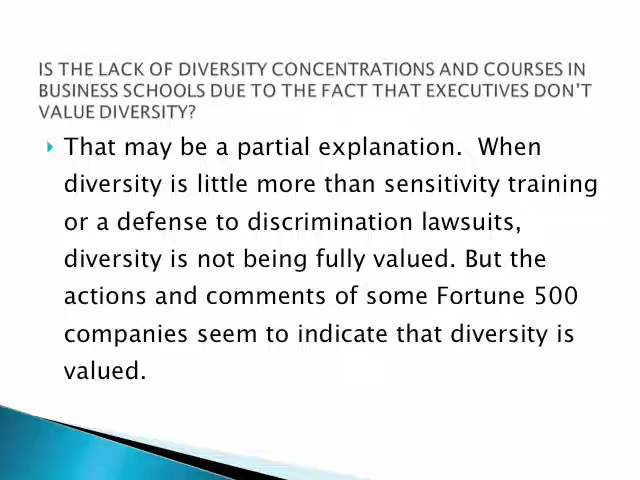 IS THE LACK OF DIVERSITY CONCENTRATIONS AND COURSES IN
BUSINESS SCHOOLS DUE TO THE FACT THAT EXECUTIVES DON’T
VALUE DIVERSITY?
That may be a partial explanation.  When
diversity is little more than sensitivity training
or a defense to discrimination lawsuits,
diversity is not being fully valued. But the
actions and comments of some Fortune 500
companies seem to indicate that diversity is
valued.